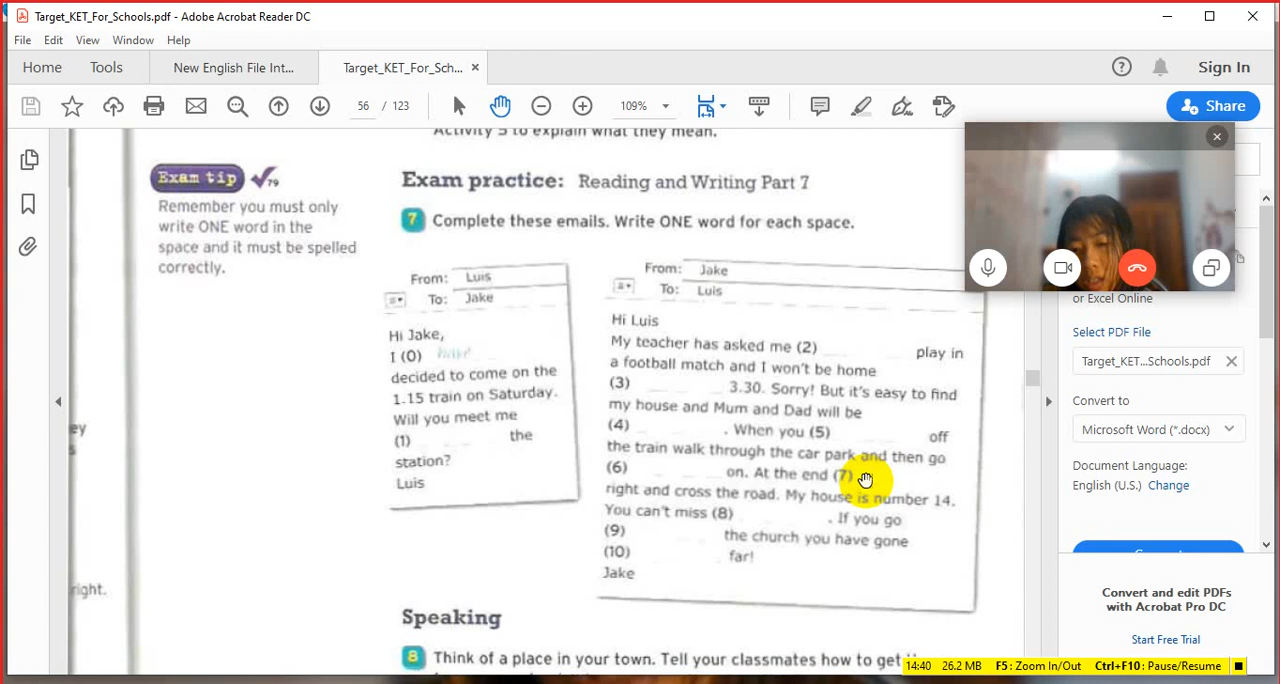 Target_KET_For_Schools.pdf - Adobe Acrobat Reader DC
File Edit View Window Help
Home Tools New English File Int... Target_KET_For_Sch... × Sign In
56 / 123 109% Share
Activity 5 to explain what they mean.
Exam tip 79
Remember you must only
write ONE word in the
space and it must be spelled
correctly.
Exam practice: Reading and Writing Part 7
7 Complete these emails. Write ONE word for each space.
From: Luis
To: Jake
Hi Jake,
I (0) have
decided to come on the
1.15 train on Saturday.
Will you meet me
(1) the
station?
Luis
From: Jake
To: Luis
Hi Luis
My teacher has asked me (2) play in
a football match and I won't be home
(3) 3.30. Sorry! But it's easy to find
my house and Mum and Dad will be
(4) . When you (5) off
the train walk through the car park and then go
(6) on. At the end (7)
right and cross the road. My house is number 14.
You can't miss (8) . If you go
(9) the church you have gone
(10) far!
Jake
Speaking
8 Think of a place in your town. Tell your classmates how to get
ey
s
right.
or Excel Online
Select PDF File
Target_KET...Schools.pdf
Convert to
Microsoft Word (*.docx)
Document Language:
English (U.S.) Change
Convert and edit PDFs
with Acrobat Pro DC
Start Free Trial
14:40 26.2 MB F5: Zoom In/Out Ctrl+F10: Pause/Resume